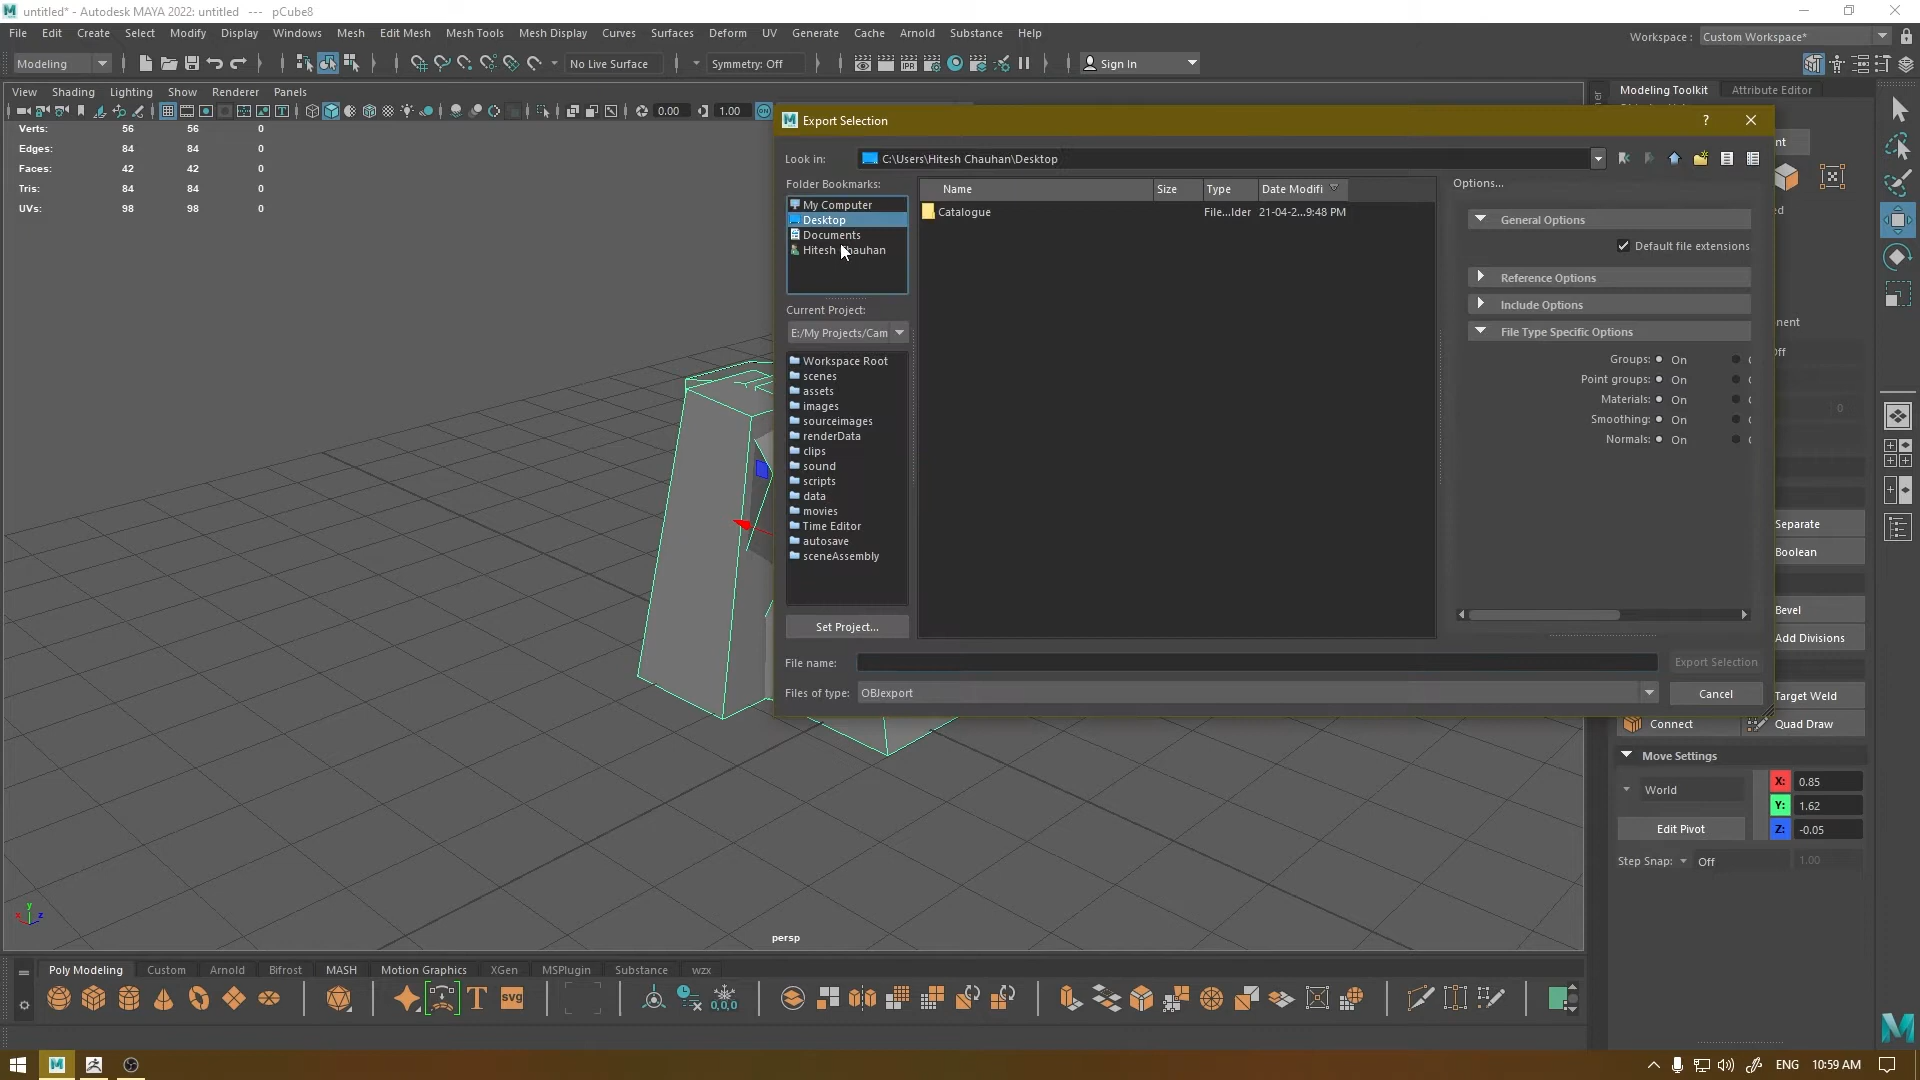 untitled* - Autodesk MAYA 2022: untitled --- pCube8
File Edit Create Select Modify Display Windows Mesh Edit Mesh Mesh Tools Mesh Display Curves Surfaces Deform UV Generate Cache Arnold Substance Help
Workspace : Custom Workspace*
Modeling No Live Surface Symmetry: Off Sign In
View Shading Lighting Show Renderer Panels
Modeling Toolkit Attribute Editor
0.00 1.00
Verts: 56 56 0
Edges: 84 84 0
Faces: 42 42 0
Tris: 84 84 0
UVs: 98 98 0
Export Selection ?
Look in: C:\Users\Hitesh Chauhan\Desktop
Folder Bookmarks:
My Computer
Desktop
Documents
Hitesh Chauhan
Name Size Type Date Modifi
Catalogue File...lder 21-04-2...9:48 PM
Options...
General Options
Default file extensions
Reference Options
Include Options
File Type Specific Options
Groups: On
Point groups: On
Materials: On
Smoothing: On
Normals: On
Current Project:
E:/My Projects/Cam
Workspace Root
scenes
assets
images
sourceimages
renderData
clips
sound
scripts
data
movies
Time Editor
autosave
sceneAssembly
Set Project...
File name: Export Selection
Files of type: OBJexport Cancel
nt
d
nent
Off
0
Separate
Boolean
Bevel
Add Divisions
Target Weld
Connect Quad Draw
Move Settings
World
X: 0.85
Y: 1.62
Edit Pivot Z: -0.05
Step Snap: Off 1.00
y
x z
persp
Poly Modeling Custom Arnold Bifrost MASH Motion Graphics XGen MSPlugin Substance wzx
T svg 0,0,0
ENG 10:59 AM